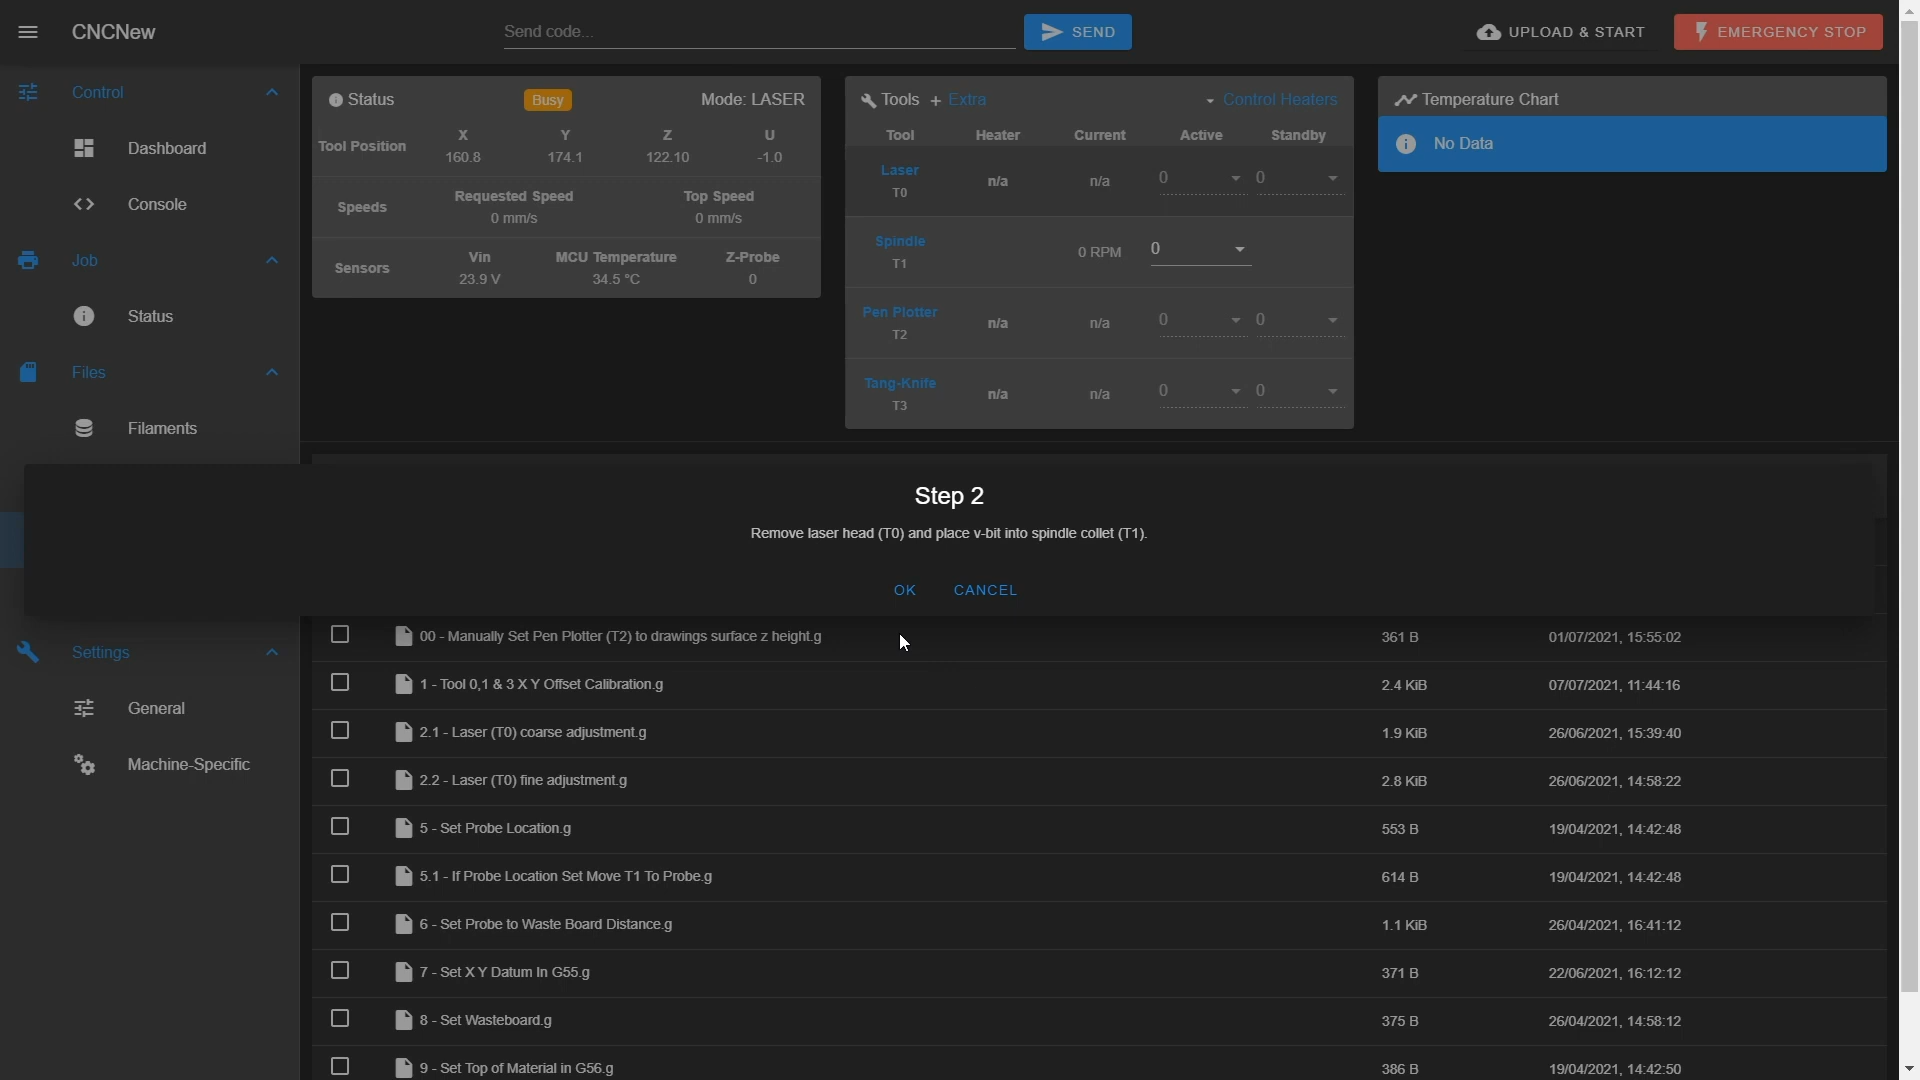 CNCNew
Send code...
SEND
UPLOAD & START
EMERGENCY STOP
Control
Dashboard
Console
Job
Status
Files
Filaments
Settings
General
Machine-Specific
Status
Busy
Mode: LASER
Tool Position
X
Y
Z
U
160.8
174.1
122.10
-1.0
Speeds
Requested Speed
Top Speed
0 mm/s
0 mm/s
Sensors
Vin
MCU Temperature
Z-Probe
23.9 V
34.5 °C
0
Tools + Extra
Control Heaters
Tool Heater Current Active Standby
Laser
T0
n/a
n/a
0
0
Spindle
T1
0 RPM
0
Pen Plotter
T2
n/a
n/a
0
0
Tang-Knife
T3
n/a
n/a
0
0
Temperature Chart
No Data
Step 2
Remove laser head (T0) and place v-bit into spindle collet (T1).
OK CANCEL
00 - Manually Set Pen Plotter (T2) to drawings surface z height.g 361 B 01/07/2021, 15:55:02
1 - Tool 0,1 & 3 X Y Offset Calibration.g 2.4 KiB 07/07/2021, 11:44:16
2.1 - Laser (T0) coarse adjustment.g 1.9 KiB 26/06/2021, 15:39:40
2.2 - Laser (T0) fine adjustment.g 2.8 KiB 26/06/2021, 14:58:22
5 - Set Probe Location.g 553 B 19/04/2021, 14:42:48
5.1 - If Probe Location Set Move T1 To Probe.g 614 B 19/04/2021, 14:42:48
6 - Set Probe to Waste Board Distance.g 1.1 KiB 26/04/2021, 16:41:12
7 - Set X Y Datum In G55.g 371 B 22/06/2021, 16:12:12
8 - Set Wasteboard.g 375 B 26/04/2021, 14:58:12
9 - Set Top of Material in G56.g 386 B 19/04/2021, 14:42:50